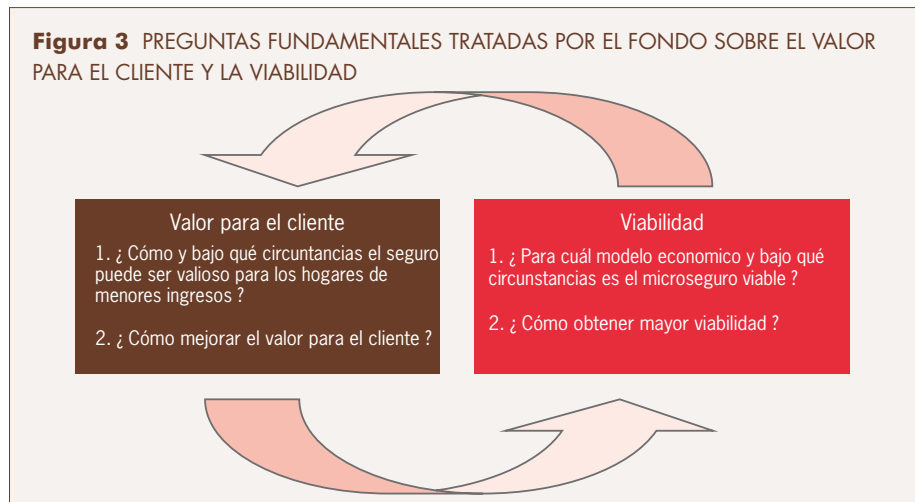 Figura 3 PREGUNTAS FUNDAMENTALES TRATADAS POR EL FONDO SOBRE EL VALOR
PARA EL CLIENTE Y LA VIABILIDAD
Valor para el cliente
1. ¿ Cómo y bajo qué circuntancias el seguro
puede ser valioso para los hogares de
menores ingresos ?
2. ¿ Cómo mejorar el valor para el cliente ?
Viabilidad
1. ¿ Para cuál modelo economico y bajo qué
circunstancias es el microseguro viable ?
2. ¿ Cómo obtener mayor viabilidad ?